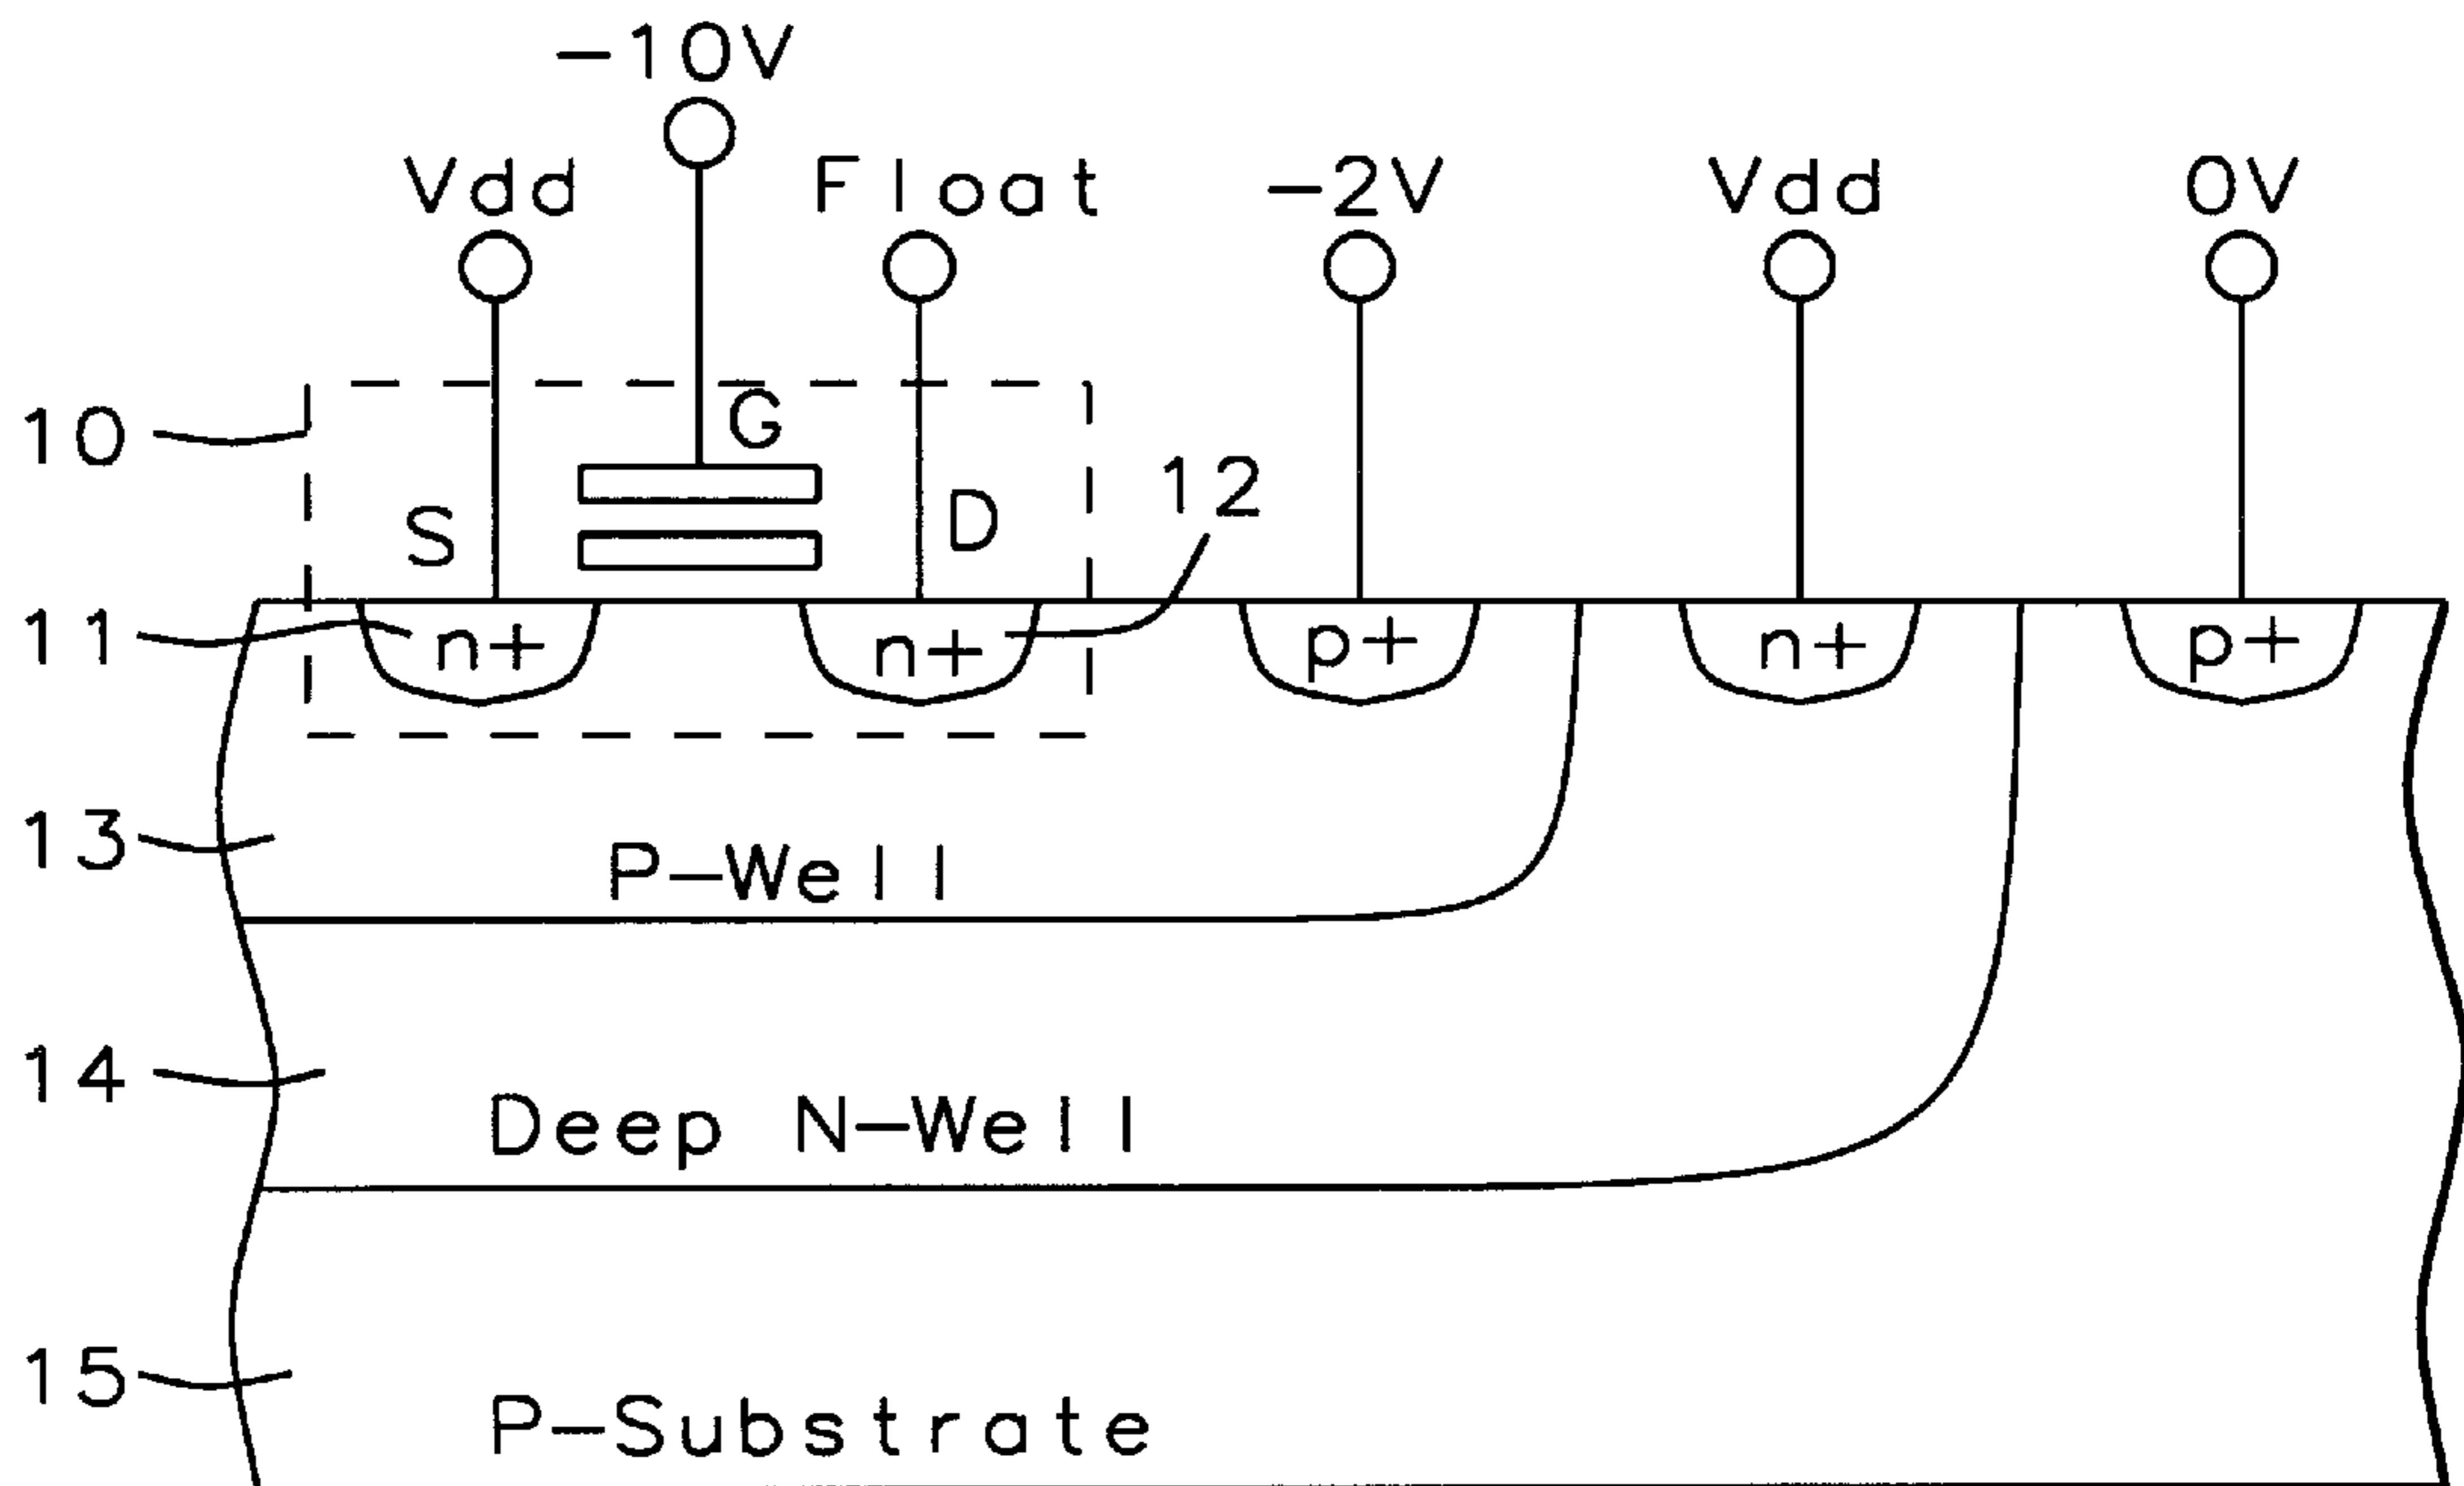 -10V
Vdd Float -2V Vdd 0V
10
G
S D 12
11 n+ n+ p+ n+ p+
13 P-Well
14 Deep N-Well
15 P-Substrate